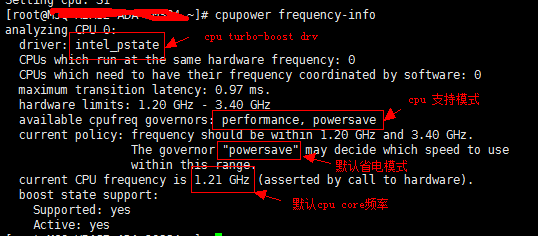 Setting cpu: 31
[root@M ~]# cpupower frequency-info
analyzing CPU 0:
driver: intel_pstate
cpu turbo-boost drv
CPUs which run at the same hardware frequency: 0
CPUs which need to have their frequency coordinated by software: 0
maximum transition latency: 0.97 ms.
hardware limits: 1.20 GHz - 3.40 GHz
cpu 支持模式
available cpufreq governors: performance, powersave
current policy: frequency should be within 1.20 GHz and 3.40 GHz.
The governor "powersave" may decide which speed to use
within this range.
默认省电模式
current CPU frequency is 1.21 GHz (asserted by call to hardware).
boost state support:
默认cpu core频率
Supported: yes
Active: yes